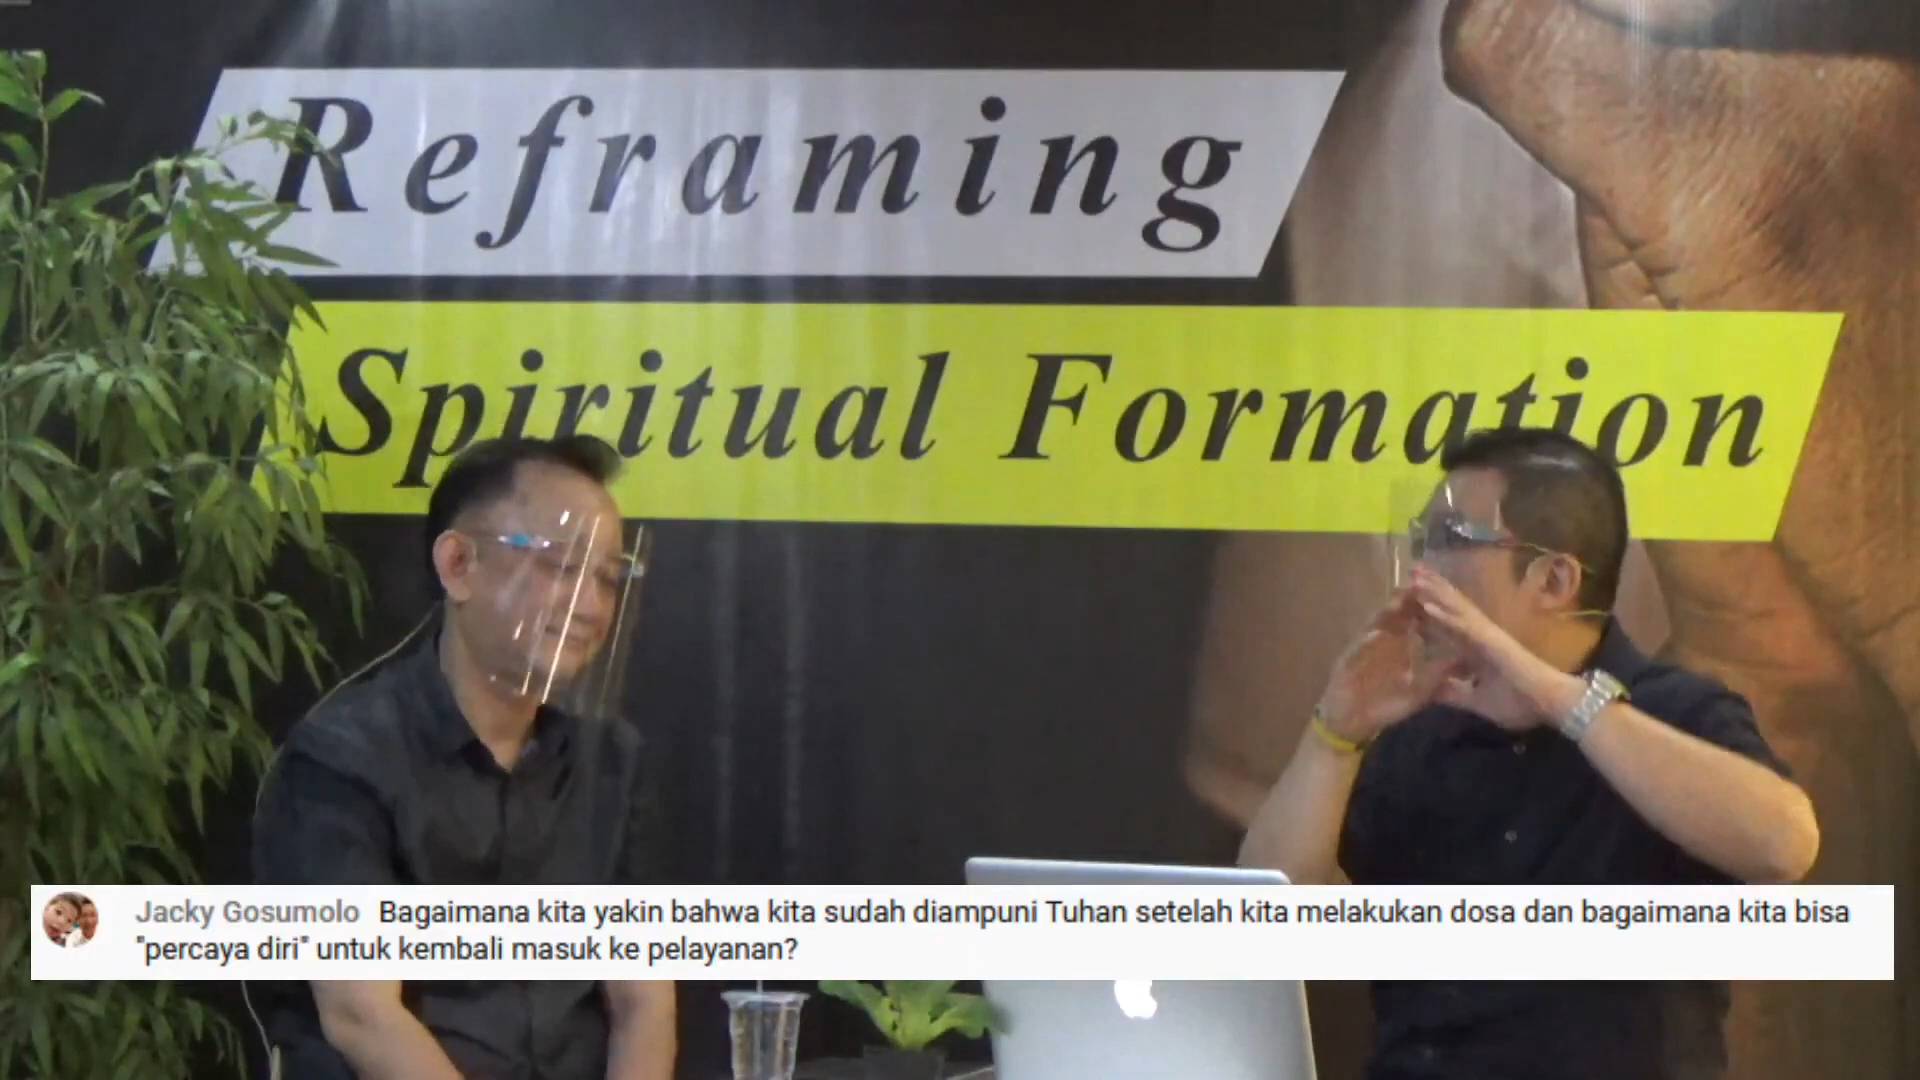 Reframing
Spiritual Formation
Jacky Gosumolo Bagaimana kita yakin bahwa kita sudah diampuni Tuhan setelah kita melakukan dosa dan bagaimana kita bisa
"percaya diri" untuk kembali masuk ke pelayanan?